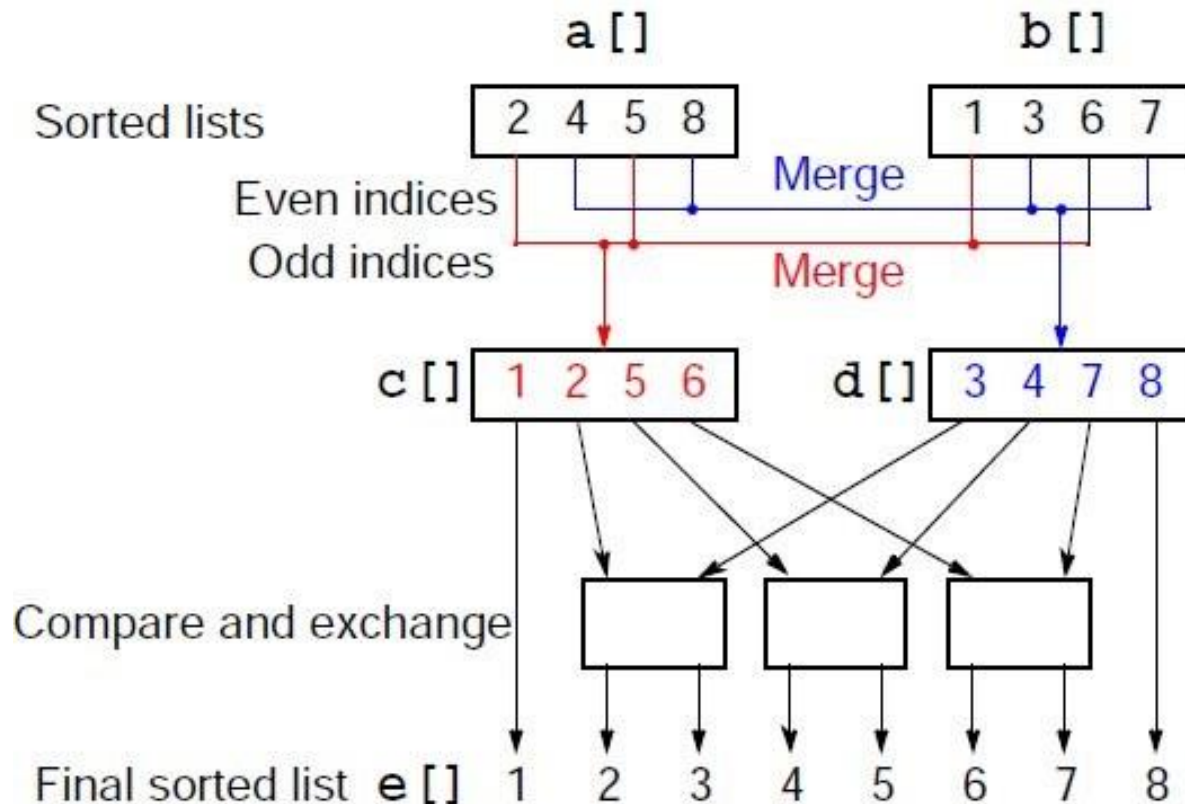 a[] b[]
Sorted lists 2 4 5 8 1 3 6 7
Merge
Even indices
Odd indices
Merge
c[] 1 2 5 6 d[] 3 4 7 8
Compare and exchange
Final sorted list e[] 1 2 3 4 5 6 7 8